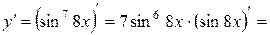 y′ = (sin⁷ 8x)′ = 7 sin⁶ 8x · (sin 8x)′ =